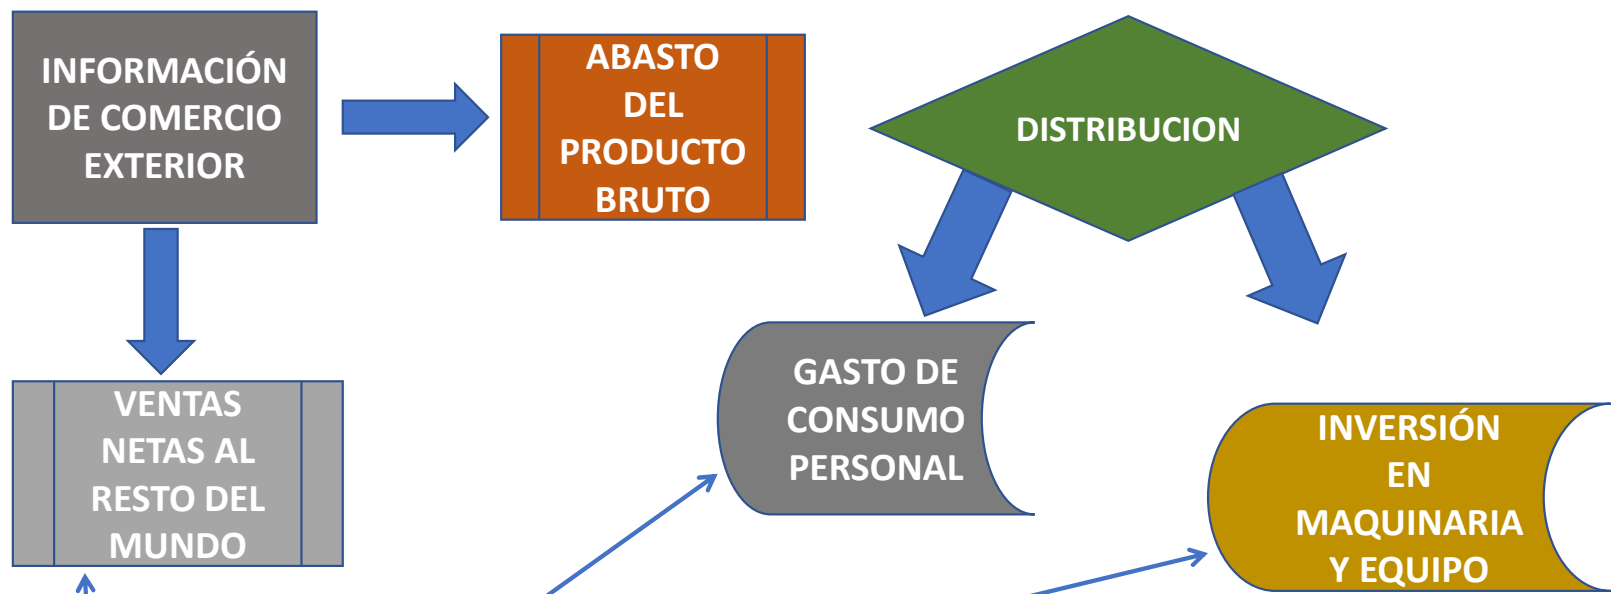 INFORMACIÓN
DE COMERCIO
EXTERIOR
ABASTO
DEL
PRODUCTO
BRUTO
DISTRIBUCION
VENTAS
NETAS AL
RESTO DEL
MUNDO
GASTO DE
CONSUMO
PERSONAL
INVERSIÓN
EN
MAQUINARIA
Y EQUIPO